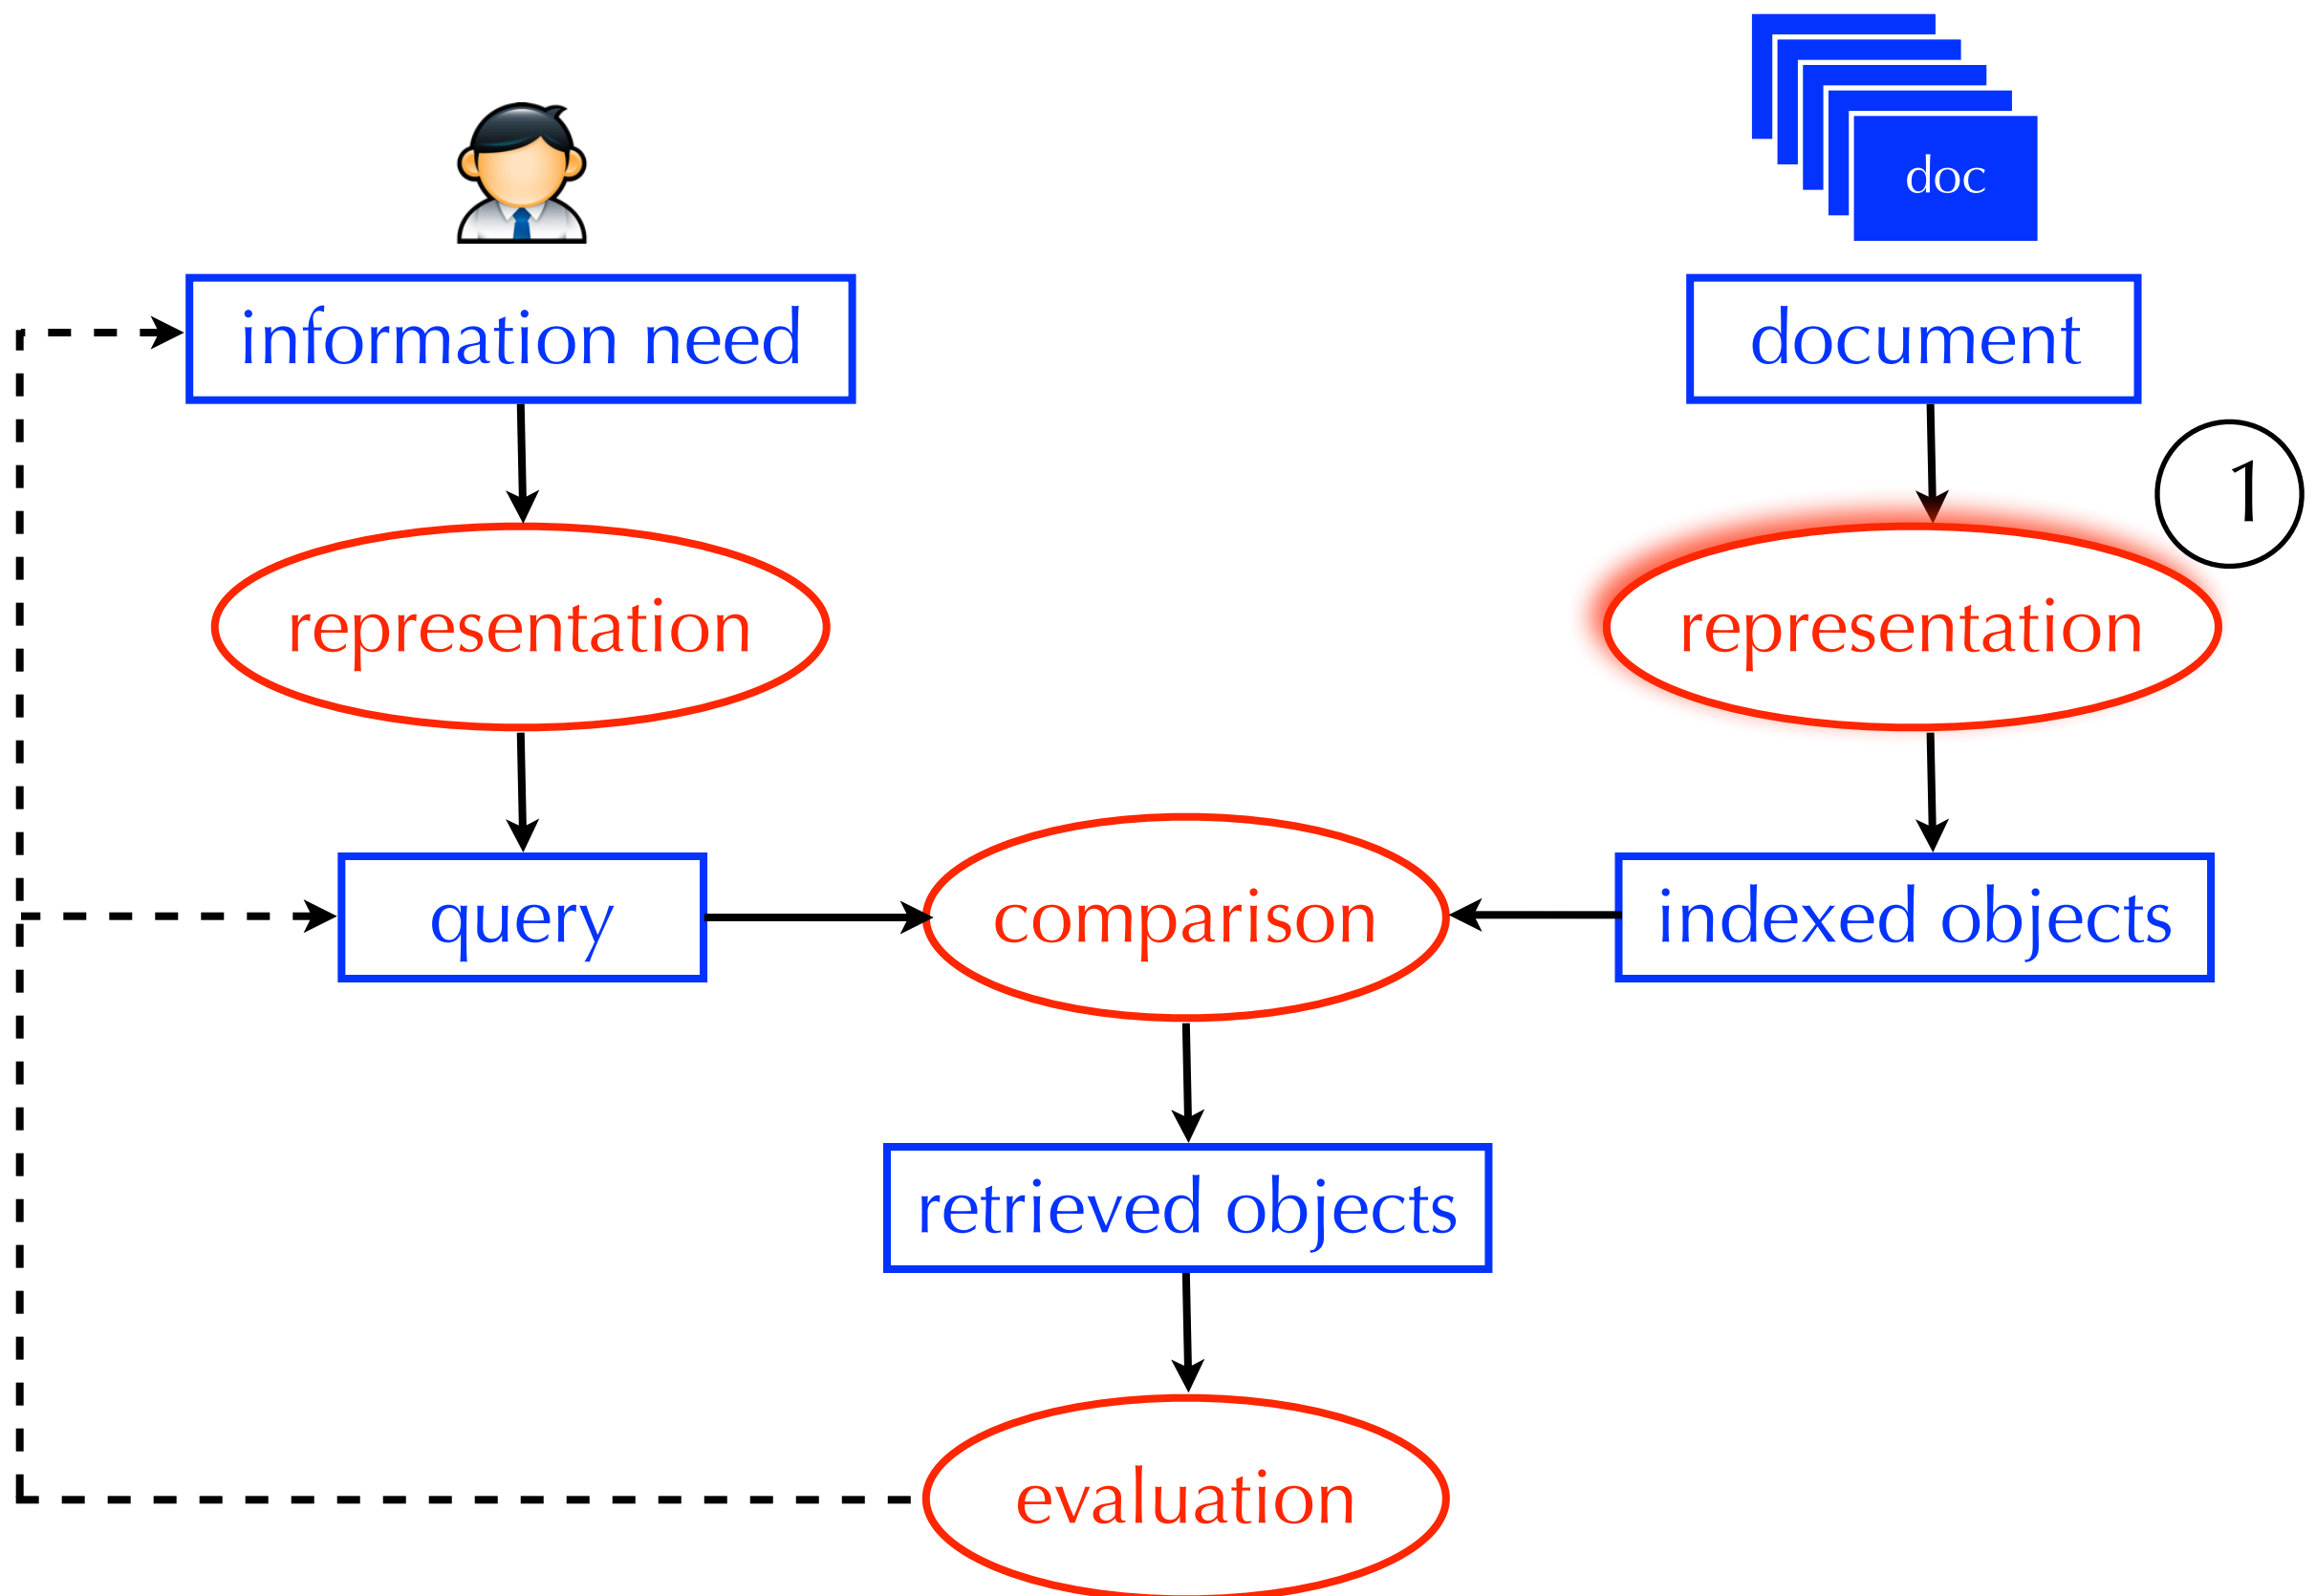 doc
information need
document
1
representation
representation
query
comparison
indexed objects
retrieved objects
evaluation